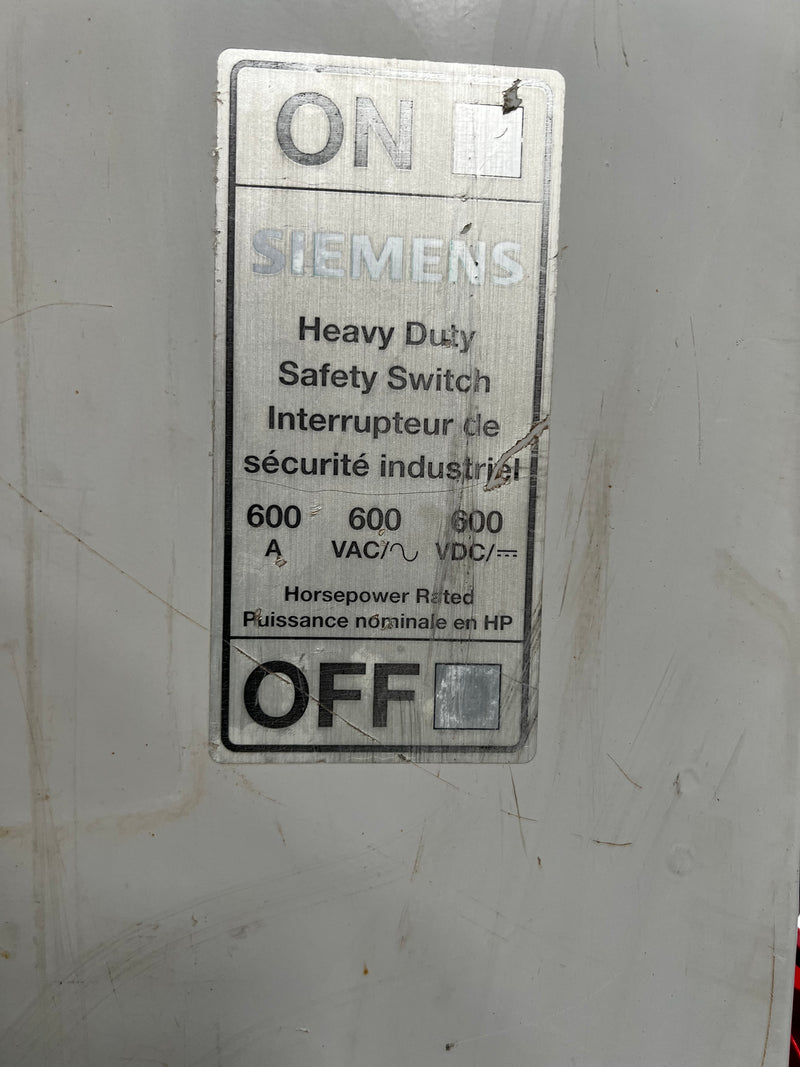 ON
SIEMENS
Heavy Duty
Safety Switch
Interrupteur de
sécurité industriel
600 600 600
A VAC/∿ VDC/⎓
Horsepower Rated
Puissance nominale en HP
OFF